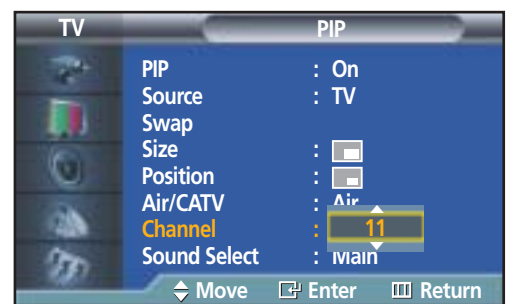 TV PIP
PIP : On
Source : TV
Swap
Size :
Position :
Air/CATV : Air
Channel : 11
Sound Select : Main
Move Enter Return